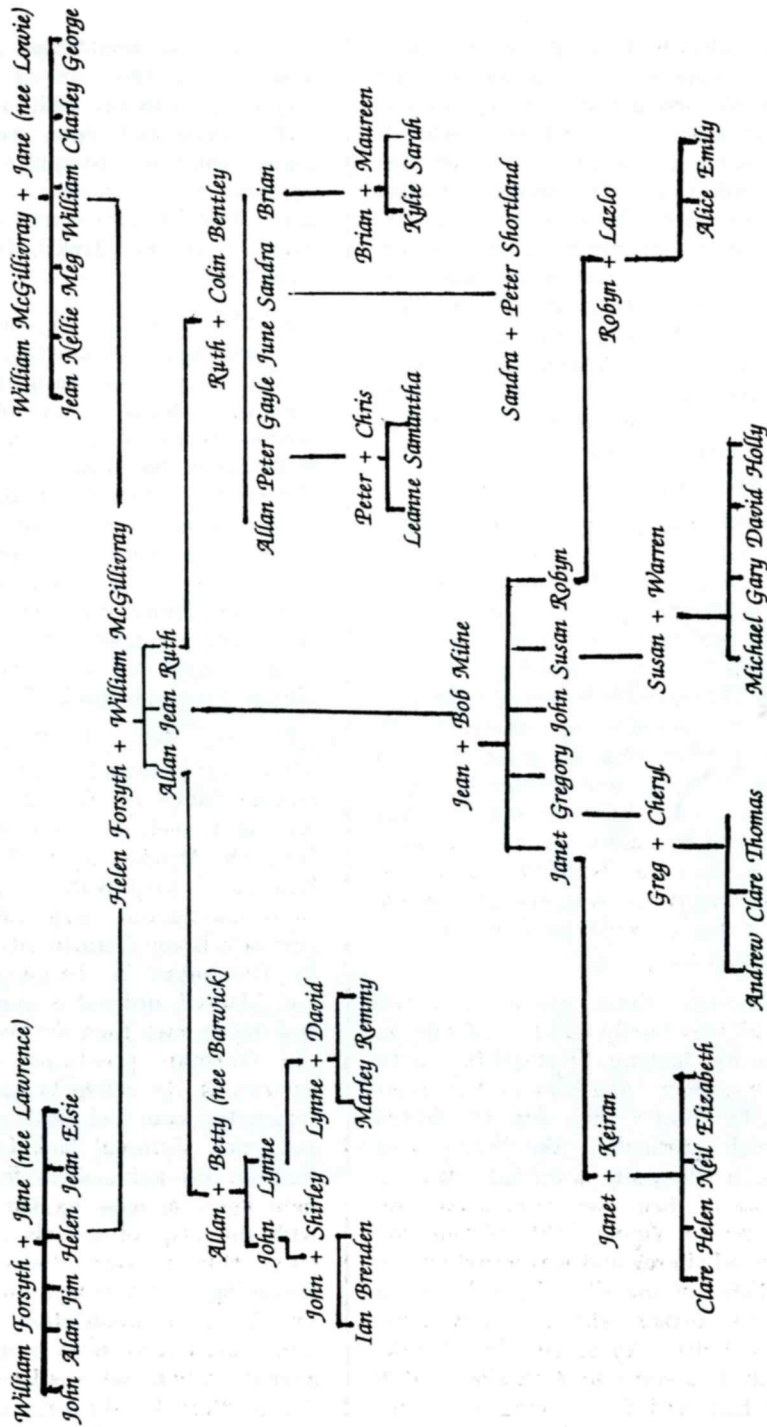 William Forsyth + Jane (nee Lawrence)
John Alan Jim Helen Jean Elsie
William McGillivray + Jane (nee Lowie)
Jean Nellie Meg William Charley George
Helen Forsyth + William McGillivray
Allan Jean Ruth
Allan + Betty (nee Barwick)
John Lynne
John + Shirley
Lynne + David
Ian Brenden
Marley Remmy
Ruth + Colin Bentley
Allan Peter Gayle June Sandra Brian
Peter + Chris
Leanne Samantha
Brian + Maureen
Kylie Sarah
Sandra + Peter Shortland
Jean + Bob Milne
Janet Gregory John Susan Robyn
Janet + Keiran
Clare Helen Neil Elizabeth
Greg + Cheryl
Andrew Clare Thomas
Susan + Warren
Michael Gary David Holly
Robyn + Lazlo
Alice Emily